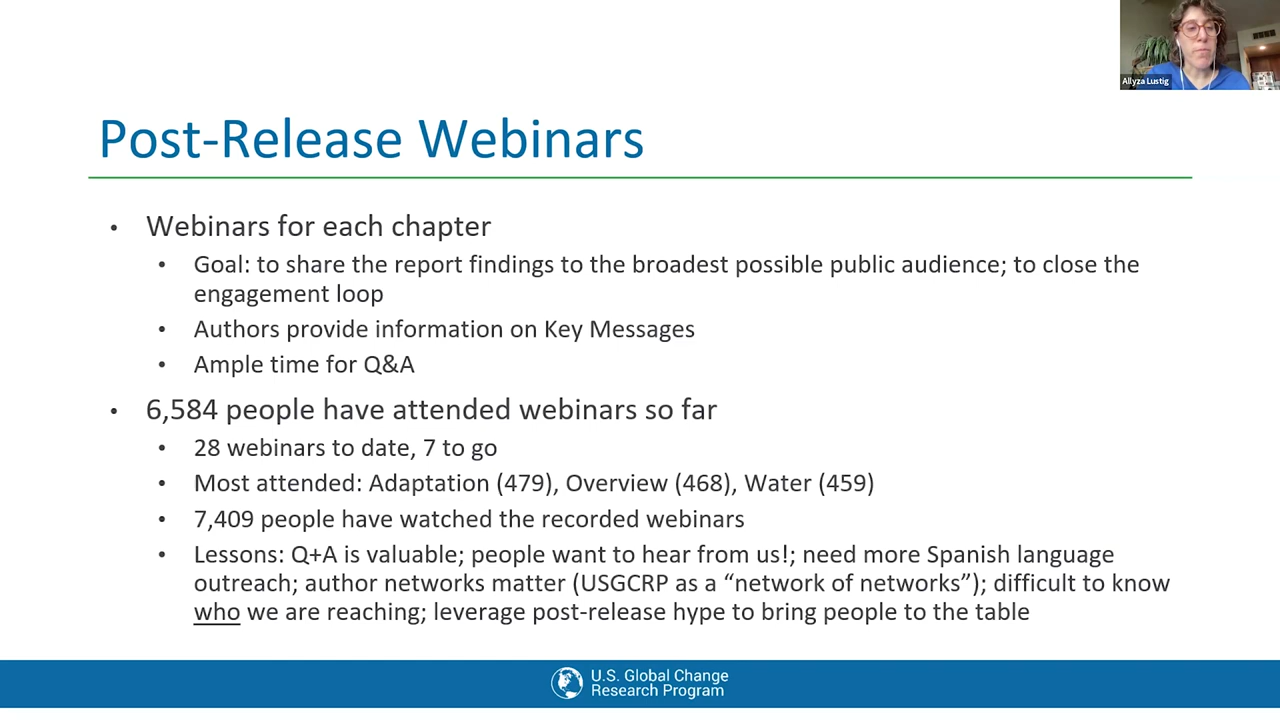 Allyza Lustig
Post-Release Webinars
• Webinars for each chapter
• Goal: to share the report findings to the broadest possible public audience; to close the
engagement loop
• Authors provide information on Key Messages
• Ample time for Q&A
• 6,584 people have attended webinars so far
• 28 webinars to date, 7 to go
• Most attended: Adaptation (479), Overview (468), Water (459)
• 7,409 people have watched the recorded webinars
• Lessons: Q+A is valuable; people want to hear from us!; need more Spanish language
outreach; author networks matter (USGCRP as a “network of networks”); difficult to know
who we are reaching; leverage post-release hype to bring people to the table
U.S. Global Change
Research Program